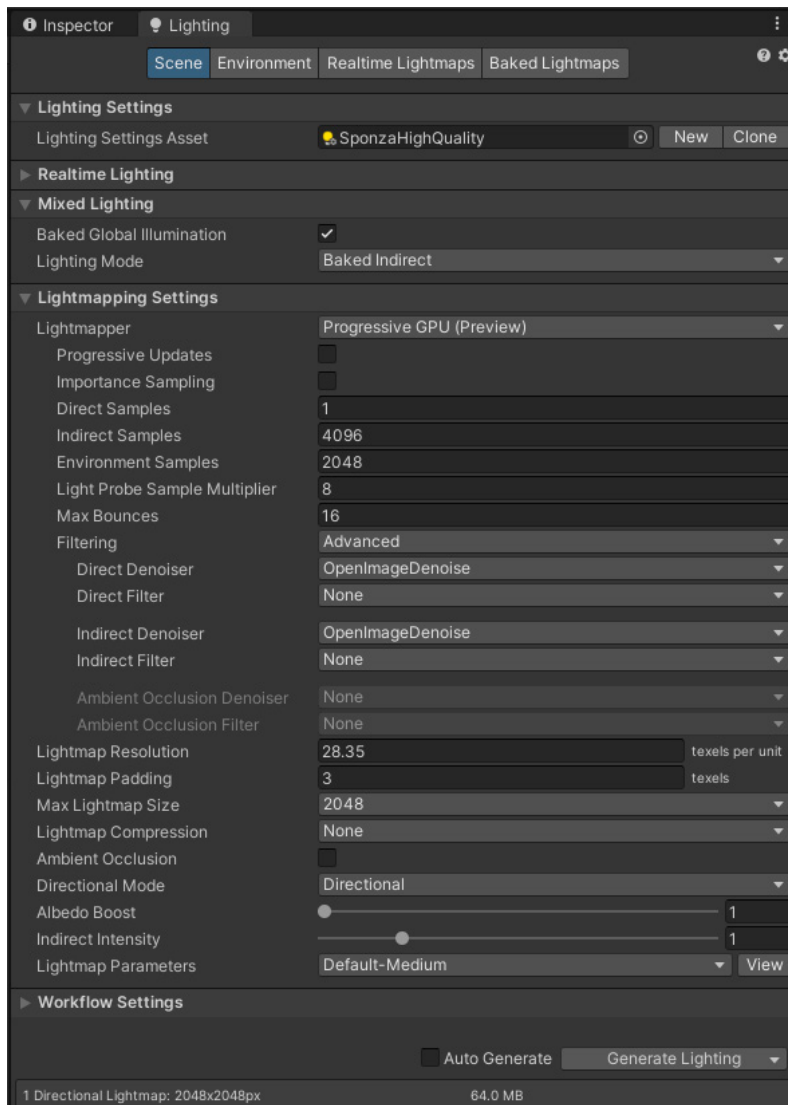 Inspector Lighting
Scene Environment Realtime Lightmaps Baked Lightmaps
Lighting Settings
Lighting Settings Asset SponzaHighQuality New Clone
Realtime Lighting
Mixed Lighting
Baked Global Illumination
Lighting Mode Baked Indirect
Lightmapping Settings
Lightmapper Progressive GPU (Preview)
Progressive Updates
Importance Sampling
Direct Samples 1
Indirect Samples 4096
Environment Samples 2048
Light Probe Sample Multiplier 8
Max Bounces 16
Filtering Advanced
Direct Denoiser OpenImageDenoise
Direct Filter None
Indirect Denoiser OpenImageDenoise
Indirect Filter None
Ambient Occlusion Denoiser None
Ambient Occlusion Filter None
Lightmap Resolution 28.35 texels per unit
Lightmap Padding 3 texels
Max Lightmap Size 2048
Lightmap Compression None
Ambient Occlusion
Directional Mode Directional
Albedo Boost 1
Indirect Intensity 1
Lightmap Parameters Default-Medium View
Workflow Settings
Auto Generate Generate Lighting
1 Directional Lightmap: 2048x2048px 64.0 MB